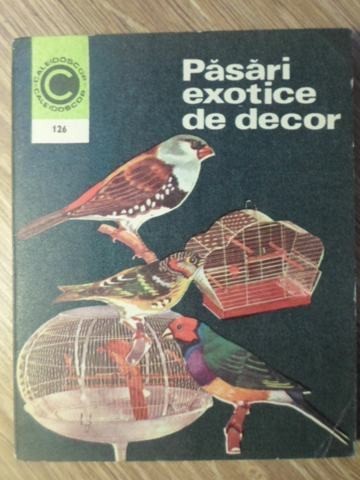 CALEIDOSCOP
CALEIDOSCOP
C
126
Păsări
exotice
de decor